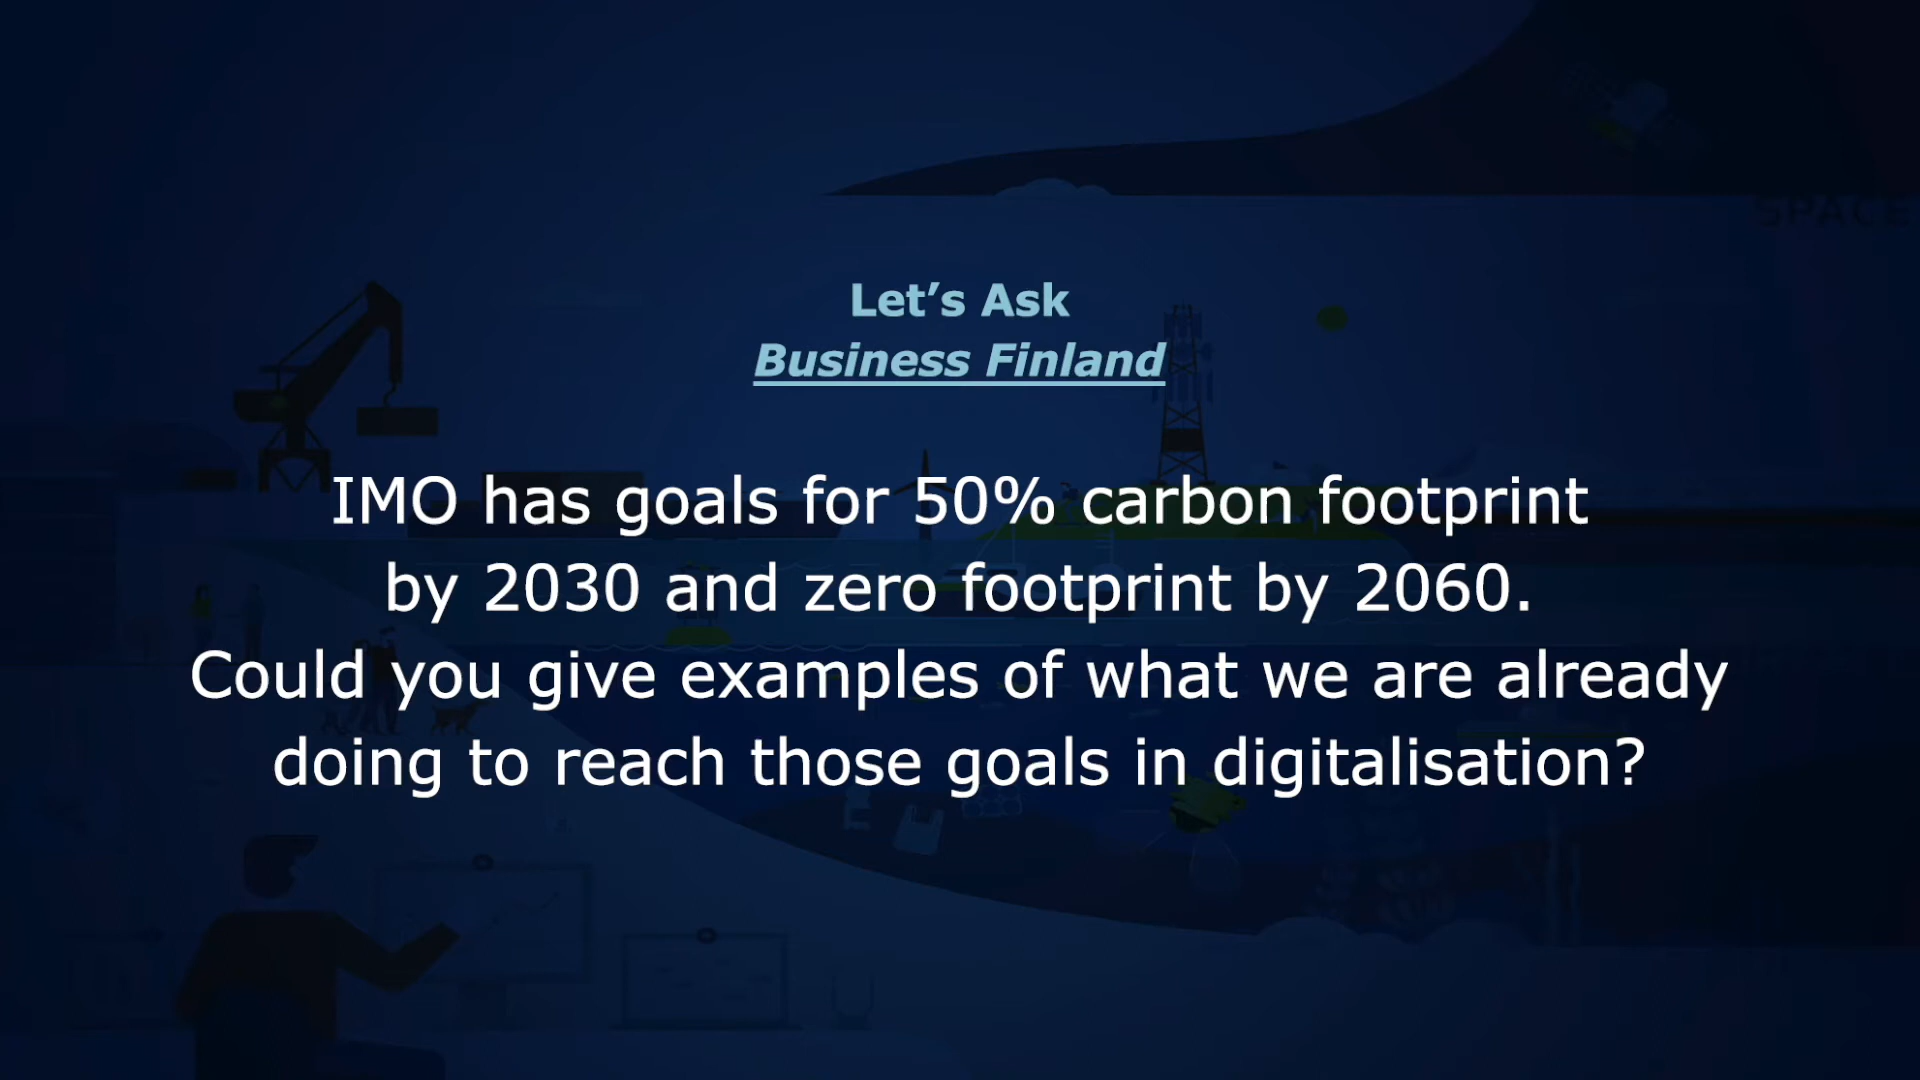 SPACE
Let’s Ask
Business Finland
IMO has goals for 50% carbon footprint
by 2030 and zero footprint by 2060.
Could you give examples of what we are already
doing to reach those goals in digitalisation?